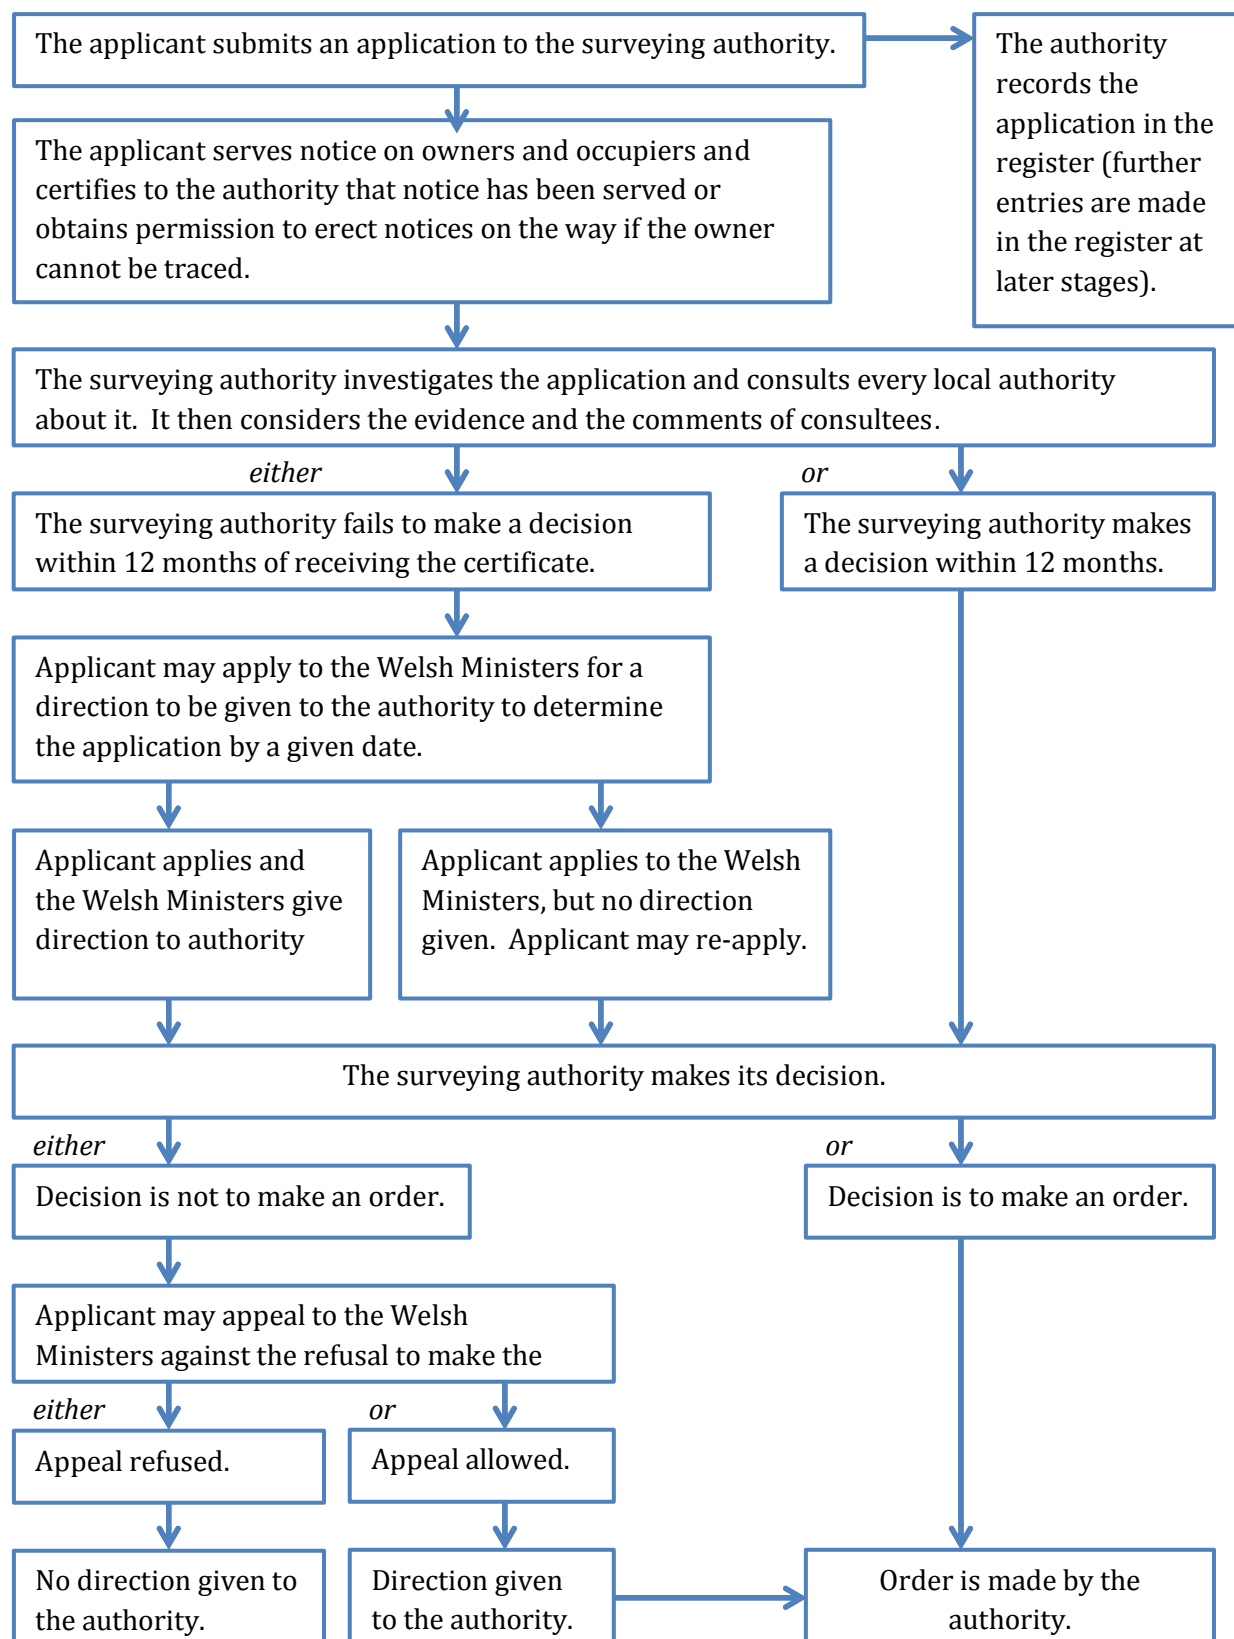 The applicant submits an application to the surveying authority.
The authority
records the
application in the
register (further
entries are made
in the register at
later stages).
The applicant serves notice on owners and occupiers and
certifies to the authority that notice has been served or
obtains permission to erect notices on the way if the owner
cannot be traced.
The surveying authority investigates the application and consults every local authority
about it.  It then considers the evidence and the comments of consultees.
either
or
The surveying authority fails to make a decision
within 12 months of receiving the certificate.
The surveying authority makes
a decision within 12 months.
Applicant may apply to the Welsh Ministers for a
direction to be given to the authority to determine
the application by a given date.
Applicant applies and
the Welsh Ministers give
direction to authority
Applicant applies to the Welsh
Ministers, but no direction
given.  Applicant may re-apply.
The surveying authority makes its decision.
either
or
Decision is not to make an order.
Decision is to make an order.
Applicant may appeal to the Welsh
Ministers against the refusal to make the
either
or
Appeal refused.
Appeal allowed.
No direction given to
the authority.
Direction given
to the authority.
Order is made by the
authority.